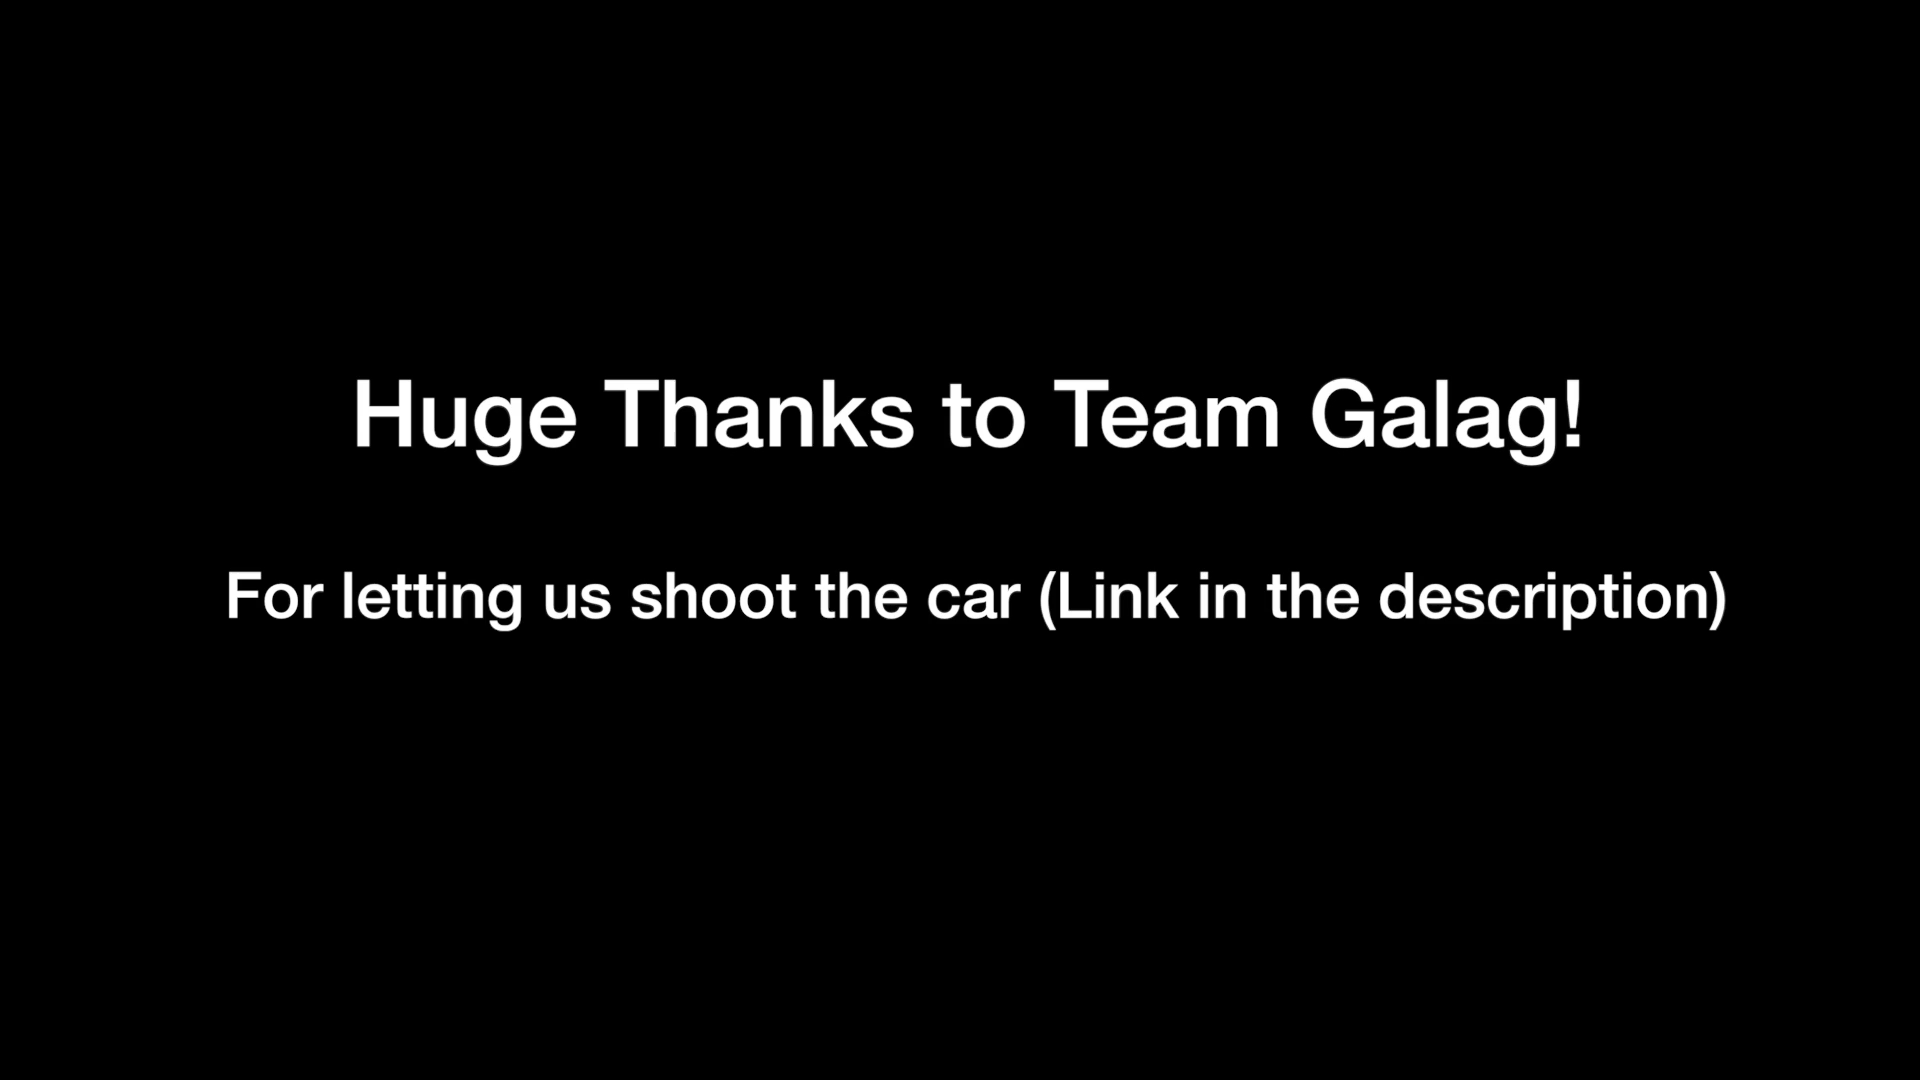 Huge Thanks to Team Galag!
For letting us shoot the car (Link in the description)